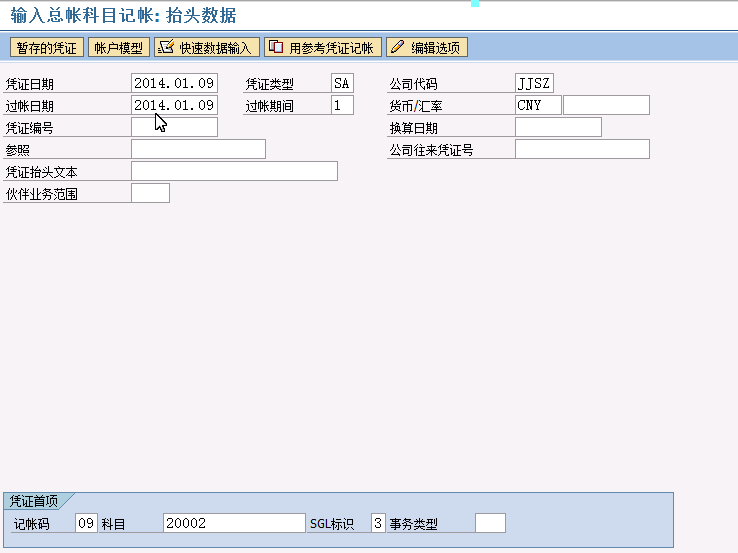 输入总帐科目记帐: 抬头数据
暂存的凭证 帐户模型 快速数据输入 用参考凭证记帐 编辑选项
凭证日期 2014.01.09 凭证类型 SA 公司代码 JJSZ
过帐日期 2014.01.09 过帐期间 1 货币/汇率 CNY
凭证编号 换算日期
参照 公司往来凭证号
凭证抬头文本
伙伴业务范围
凭证首项
记帐码 09 科目 20002 SGL标识 3 事务类型